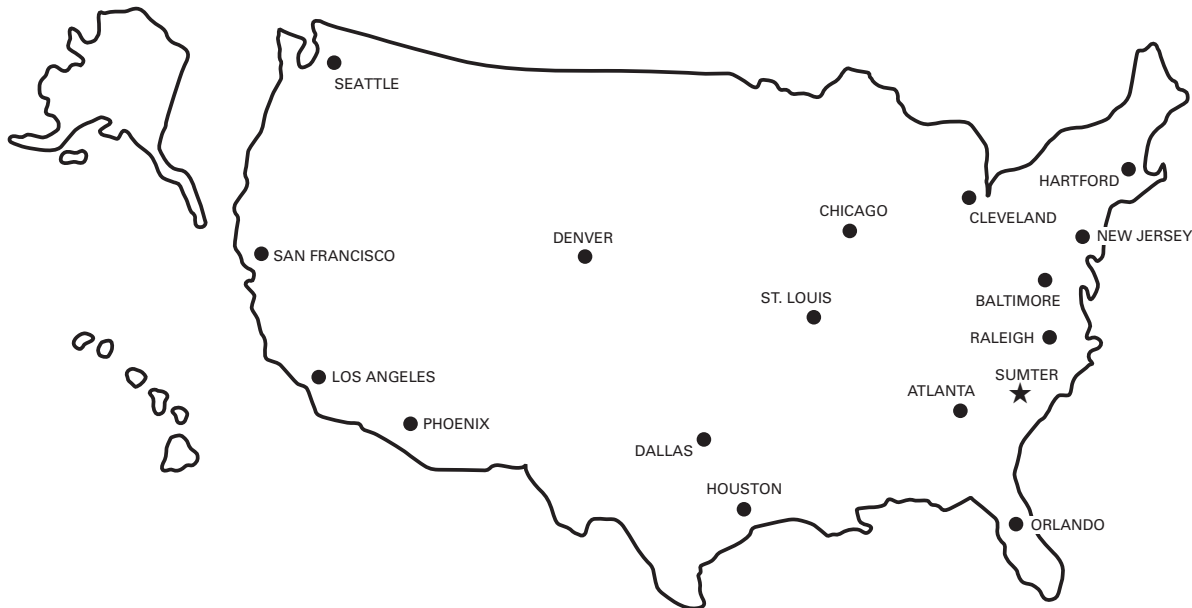 SEATTLE
HARTFORD
CHICAGO
CLEVELAND
NEW JERSEY
DENVER
SAN FRANCISCO
ST. LOUIS
BALTIMORE
RALEIGH
SUMTER
LOS ANGELES
ATLANTA
PHOENIX
DALLAS
HOUSTON
ORLANDO